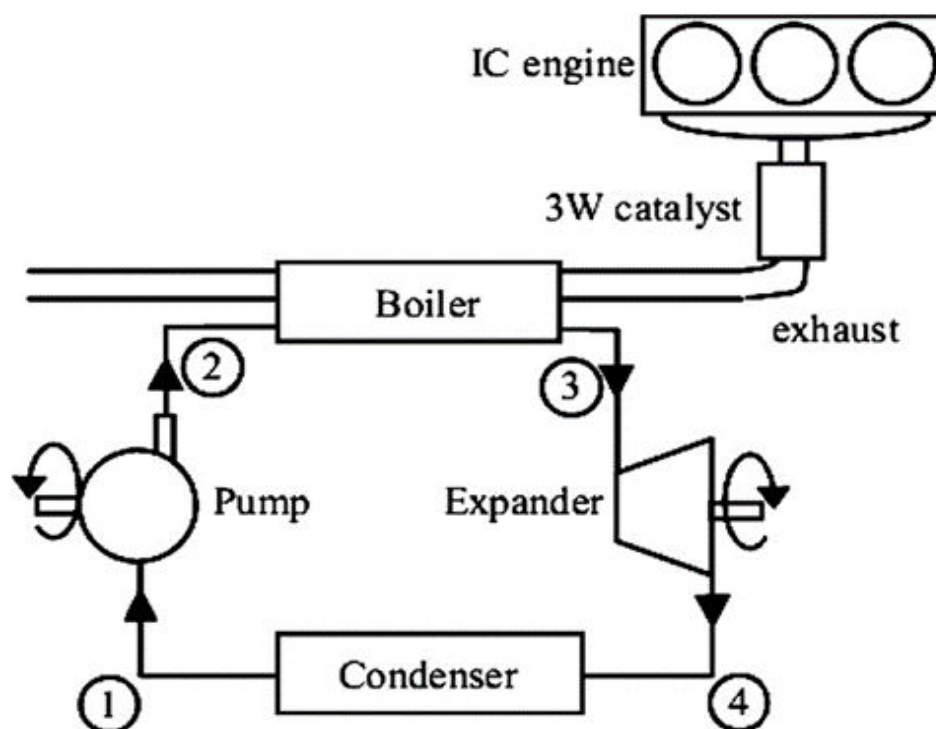 IC engine
3W catalyst
Boiler
exhaust
2
3
Pump
Expander
Condenser
1
4